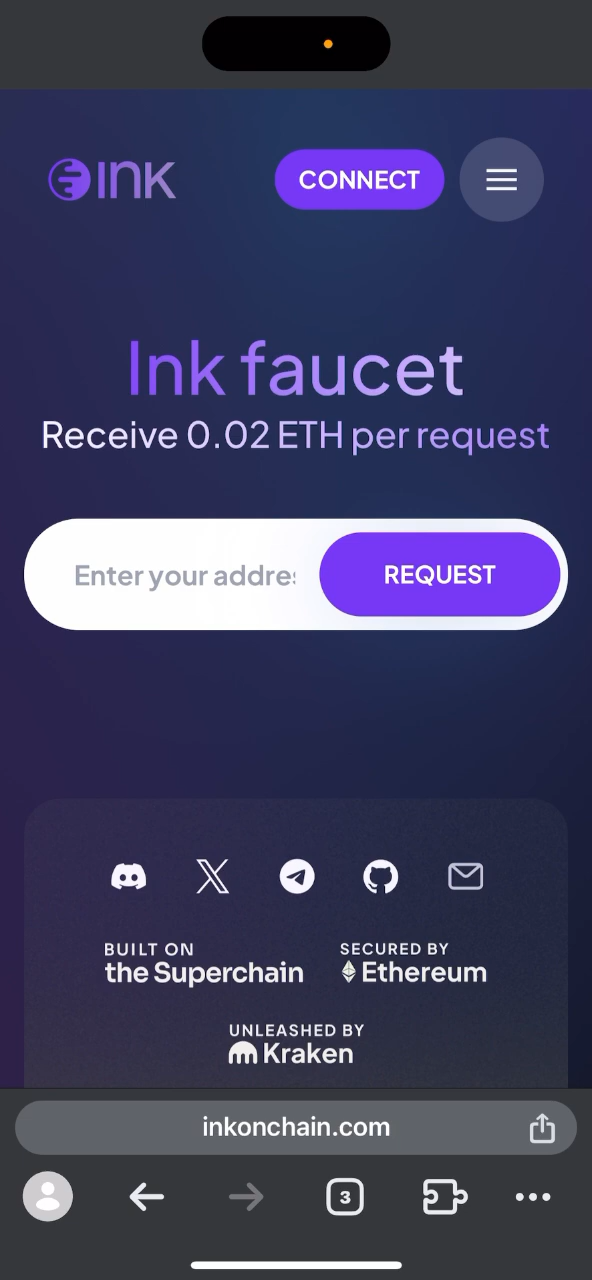 INK
CONNECT
Ink faucet
Receive 0.02 ETH per request
Enter your addres
REQUEST
BUILT ON
the Superchain
SECURED BY
Ethereum
UNLEASHED BY
Kraken
inkonchain.com
3